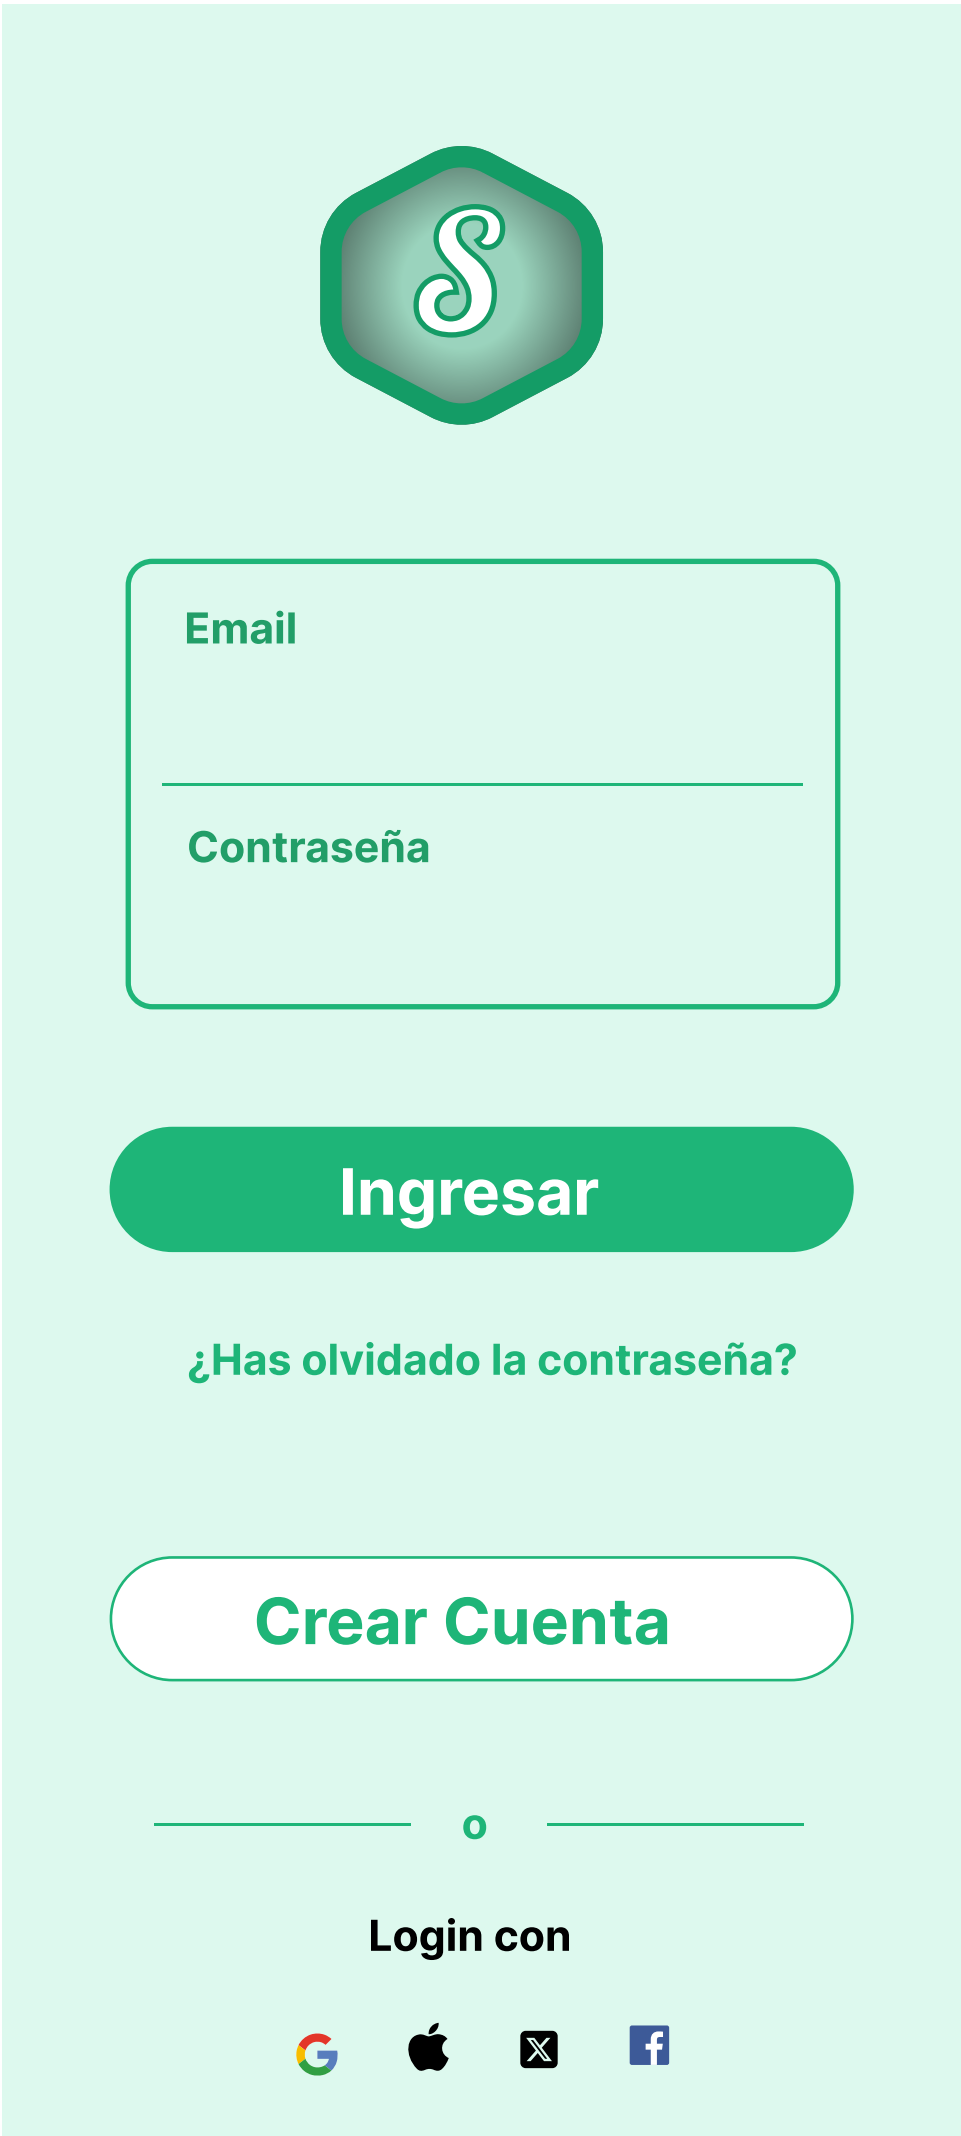 S
Email
Contraseña
Ingresar
¿Has olvidado la contraseña?
Crear Cuenta
o
Login con